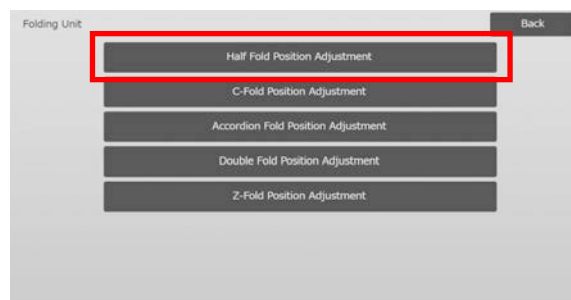 Folding Unit
Back
Half Fold Position Adjustment
C-Fold Position Adjustment
Accordion Fold Position Adjustment
Double Fold Position Adjustment
Z-Fold Position Adjustment